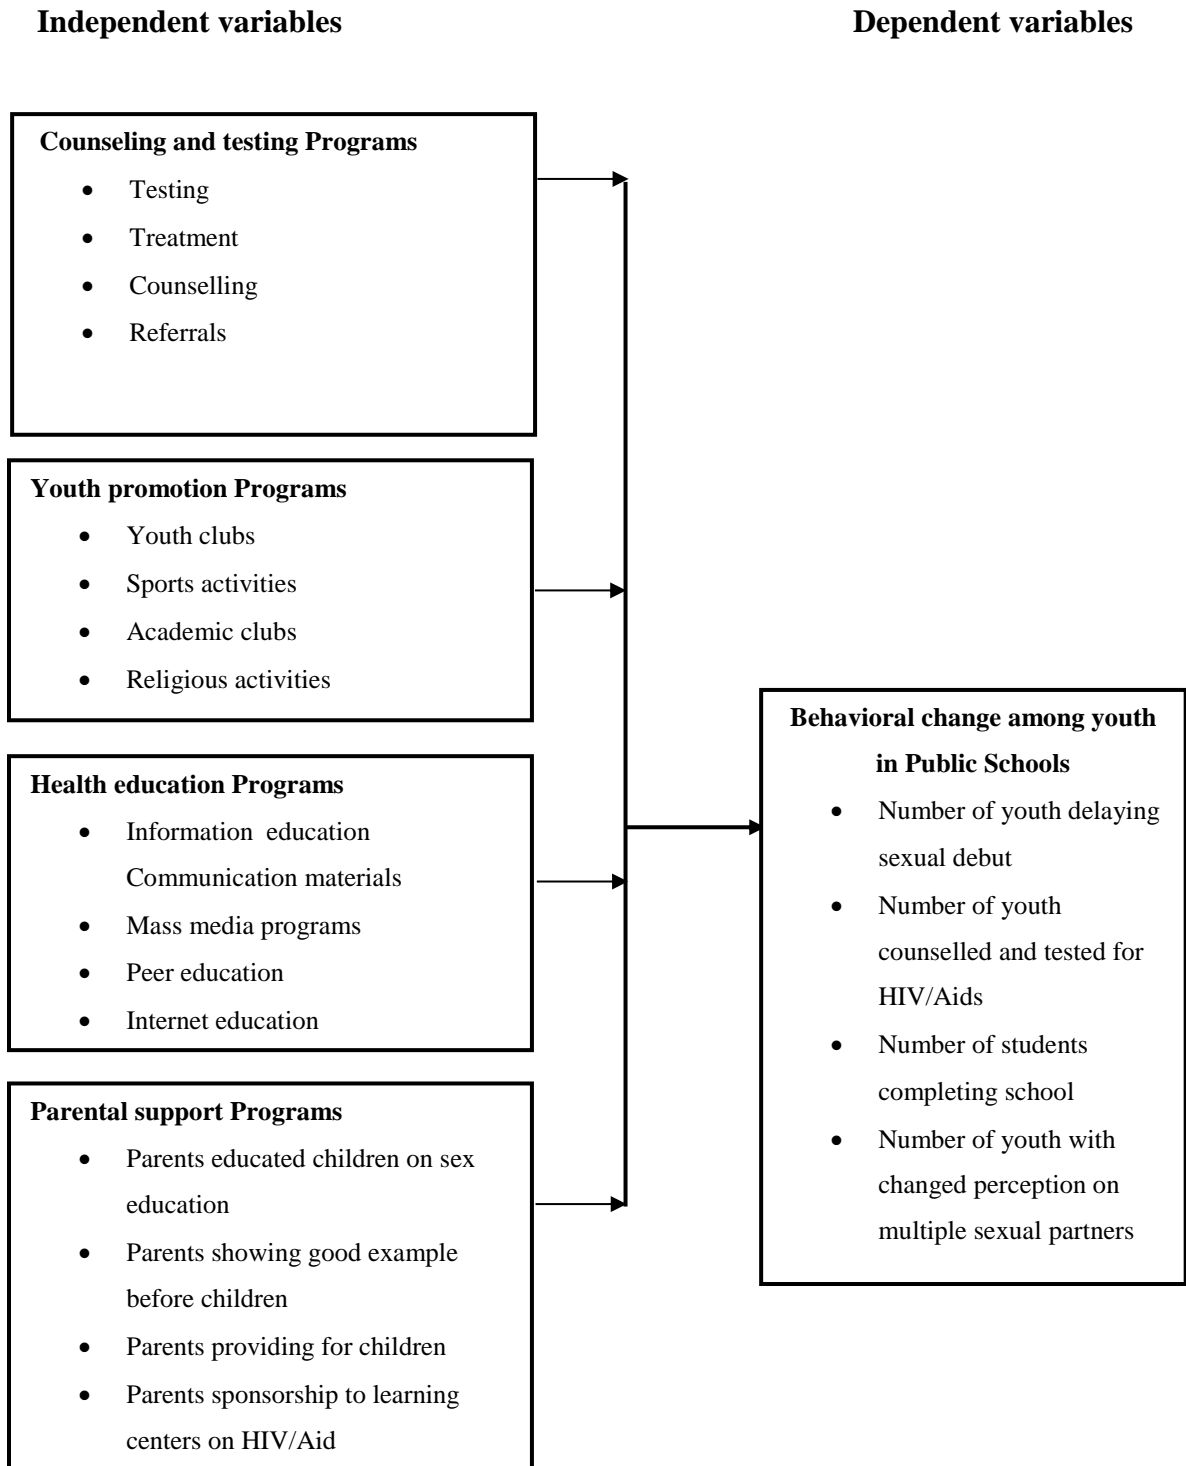 Independent variables
Dependent variables
Counseling and testing Programs
• Testing
• Treatment
• Counselling
• Referrals
Youth promotion Programs
• Youth clubs
• Sports activities
• Academic clubs
• Religious activities
Health education Programs
• Information education
Communication materials
• Mass media programs
• Peer education
• Internet education
Parental support Programs
• Parents educated children on sex
education
• Parents showing good example
before children
• Parents providing for children
• Parents sponsorship to learning
centers on HIV/Aid
Behavioral change among youth
in Public Schools
• Number of youth delaying
sexual debut
• Number of youth
counselled and tested for
HIV/Aids
• Number of students
completing school
• Number of youth with
changed perception on
multiple sexual partners